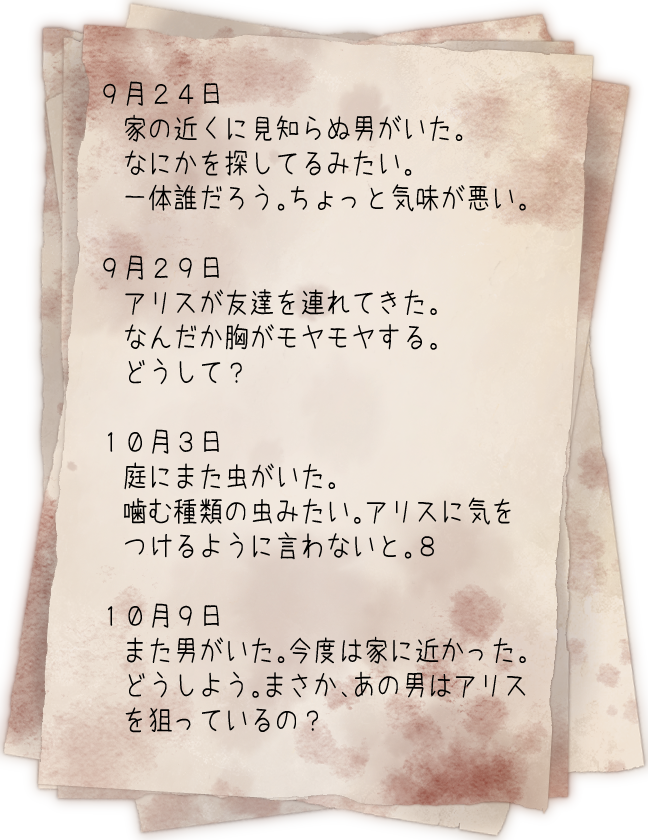 ９月２４日
家の近くに見知らぬ男がいた。
なにかを探してるみたい。
一体誰だろう。ちょっと気味が悪い。
９月２９日
アリスが友達を連れてきた。
なんだか胸がモヤモヤする。
どうして？
１０月３日
庭にまた虫がいた。
噛む種類の虫みたい。アリスに気を
つけるように言わないと。８
１０月９日
また男がいた。今度は家に近かった。
どうしよう。まさか、あの男はアリス
を狙っているの？